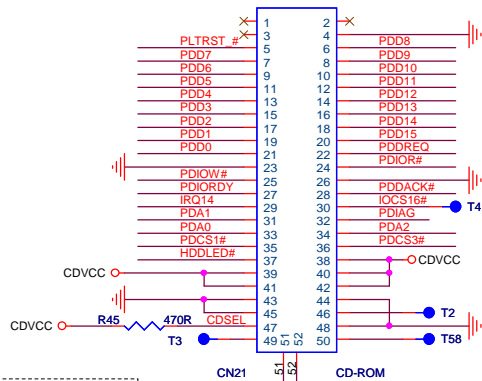 1 2
3 4
PLTRST_# 5 6 PDD8
PDD7 7 8 PDD9
PDD6 9 10 PDD10
PDD5 11 12 PDD11
PDD4 13 14 PDD12
PDD3 15 16 PDD13
PDD2 17 18 PDD14
PDD1 19 20 PDD15
PDD0 21 22 PDDREQ
23 24 PDIOR#
PDIOW# 25 26
PDIORDY 27 28 PDDACK#
IRQ14 29 30 IOCS16# T4
PDA1 31 32 PDIAG
PDA0 33 34 PDA2
PDCS1# 35 36 PDCS3#
HDDLED# 37 38 CDVCC
CDVCC 39 40
41 42
43 44
45 46 T2
CDVCC R45 470R CDSEL 47 48
T3 49 50 T58
51 52
51 52
CN21 CD-ROM